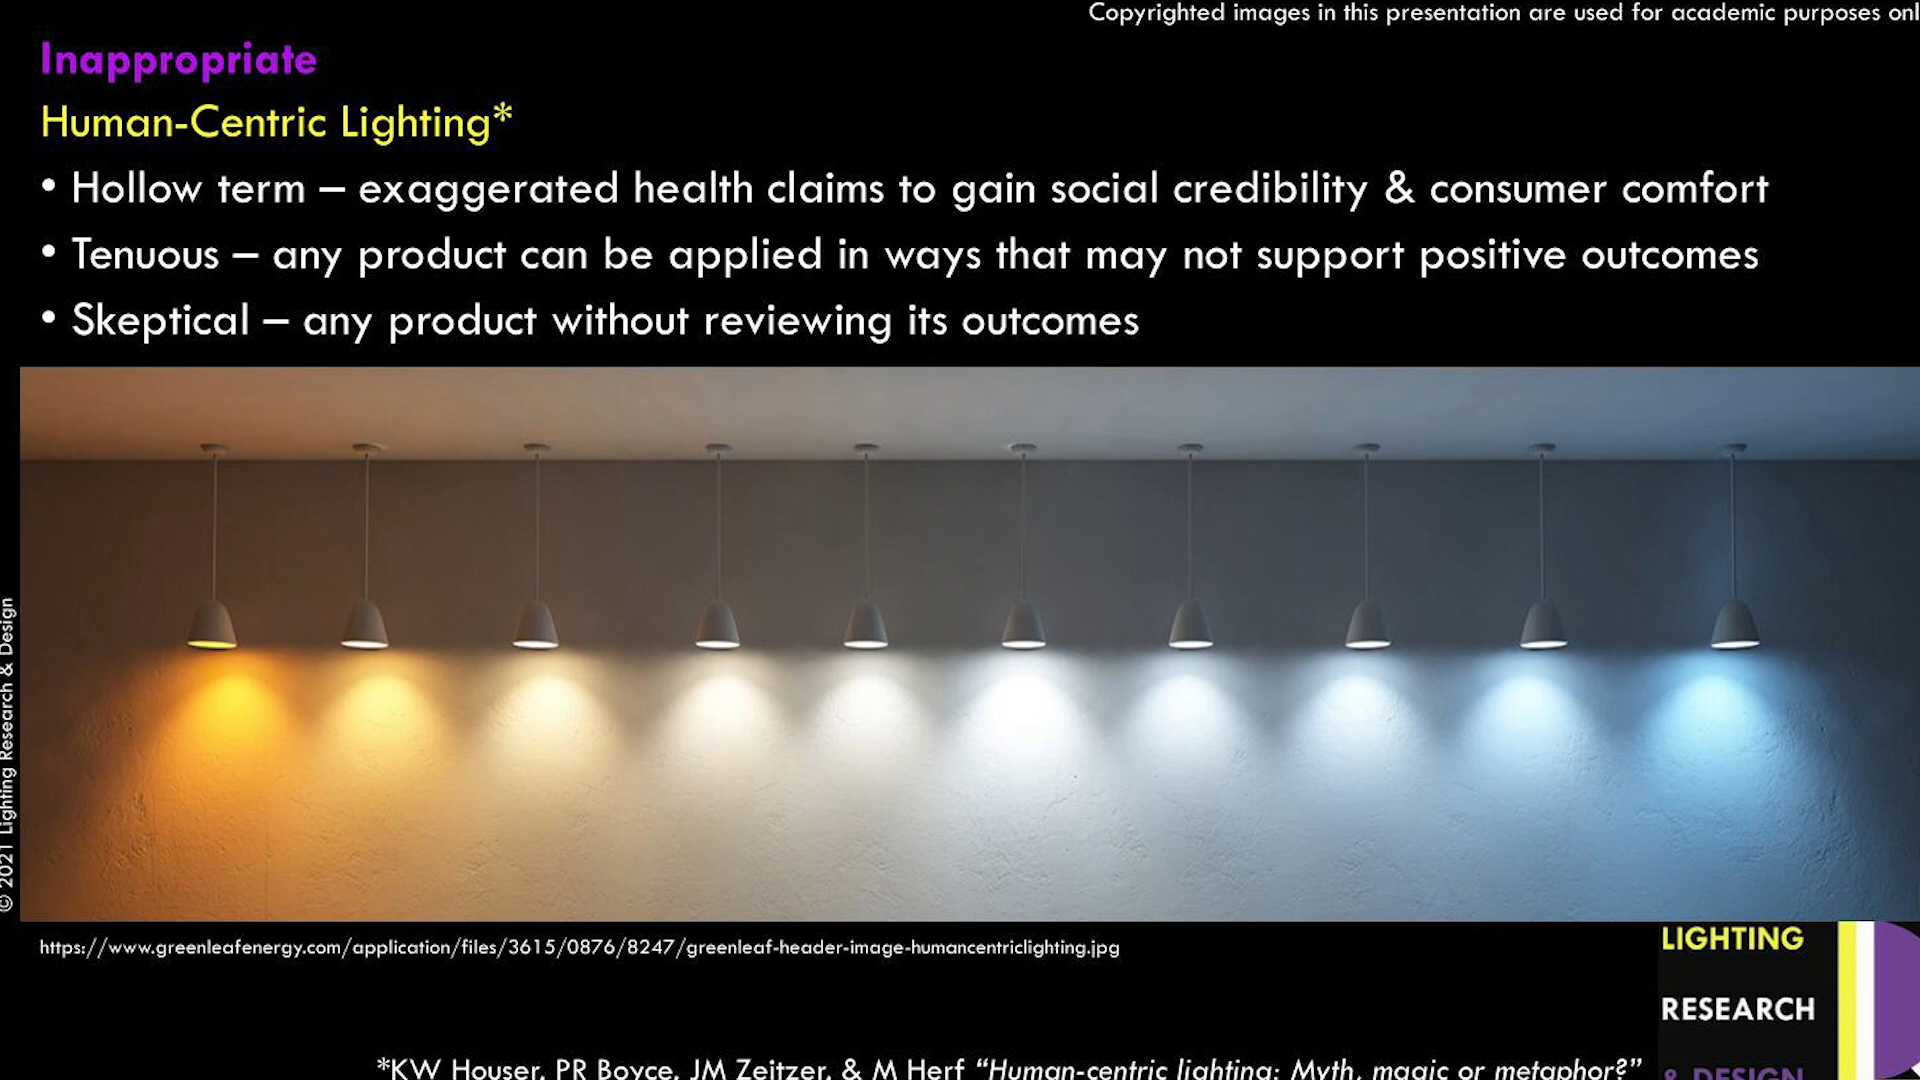 Copyrighted images in this presentation are used for academic purposes onl
Inappropriate
Human-Centric Lighting*
• Hollow term – exaggerated health claims to gain social credibility & consumer comfort
• Tenuous – any product can be applied in ways that may not support positive outcomes
• Skeptical – any product without reviewing its outcomes
© 2021 Lighting Research & Design
https://www.greenleafenergy.com/application/files/3615/0876/8247/greenleaf-header-image-humancentriclighting.jpg
LIGHTING
RESEARCH
& DESIGN
*KW Houser, PR Boyce, JM Zeitzer, & M Herf “Human-centric lighting: Myth, magic or metaphor?”